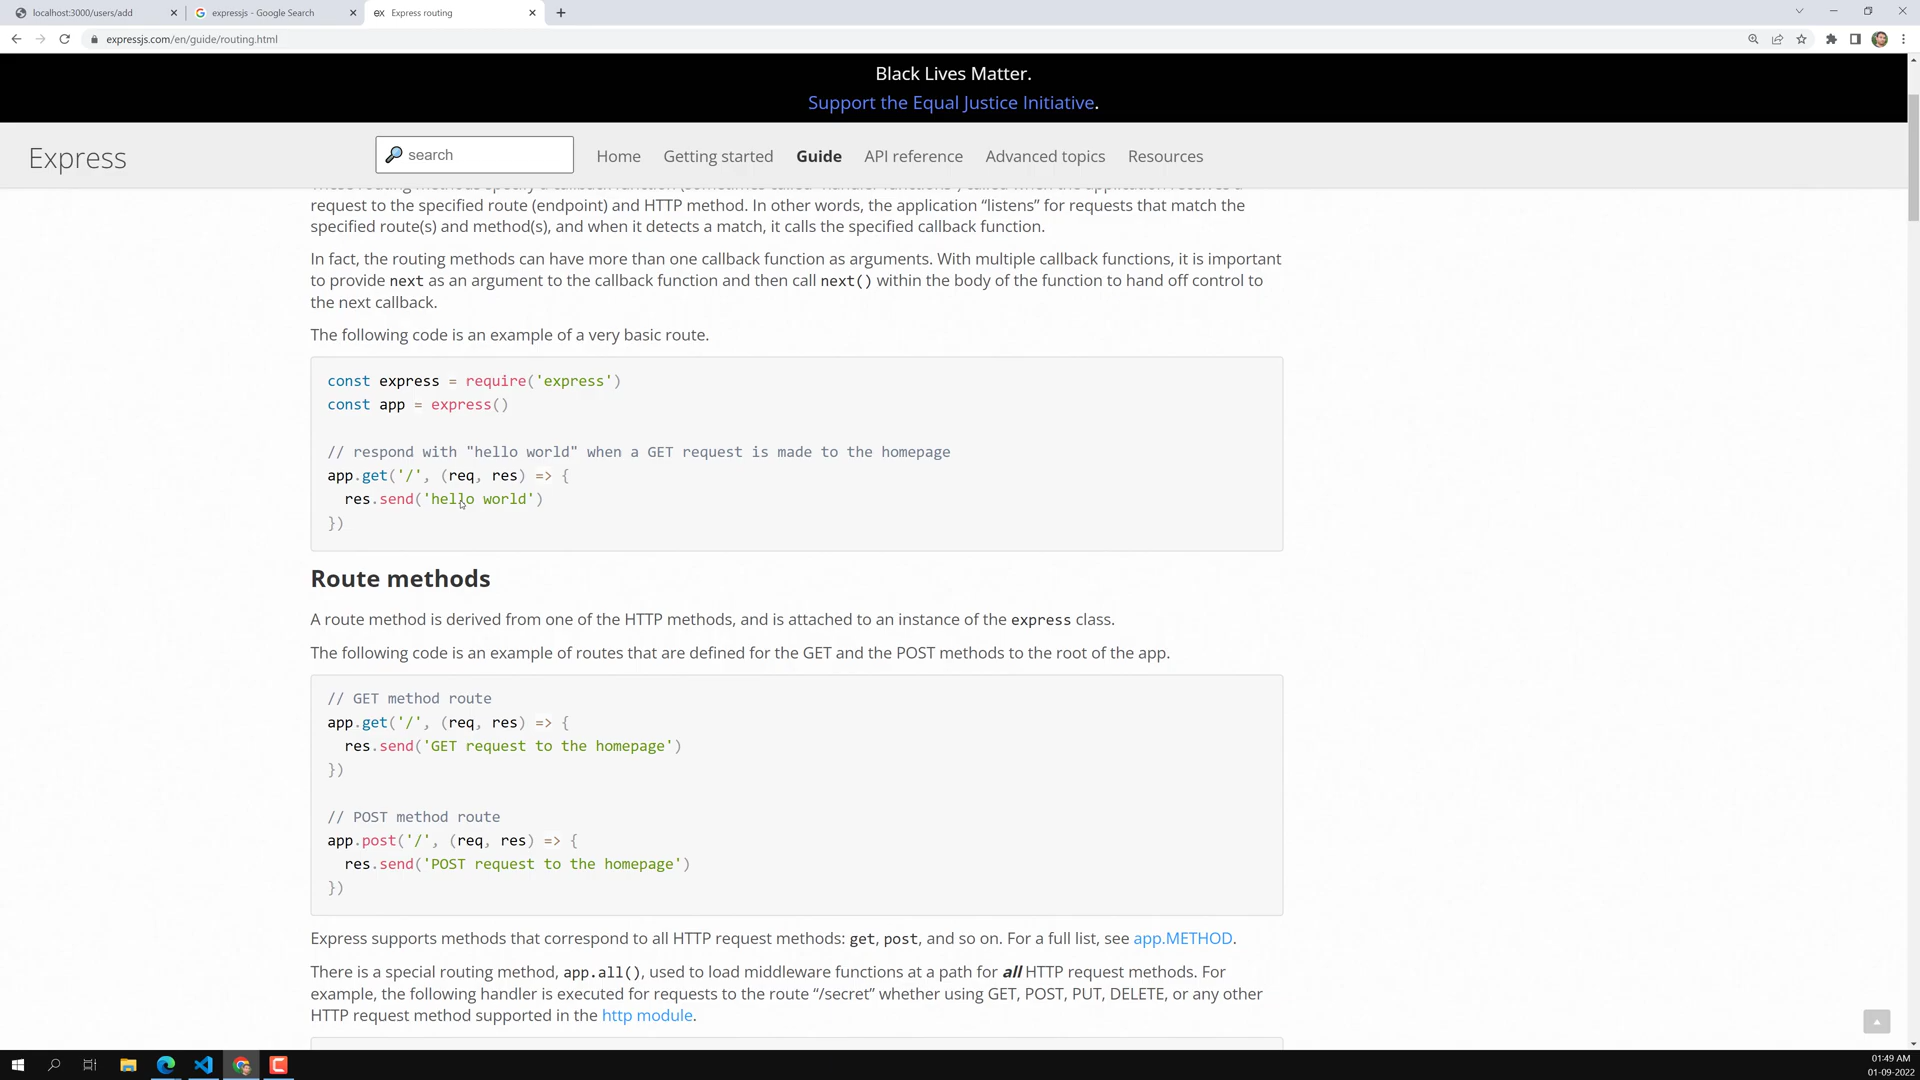 localhost:3000/users/add
expressjs - Google Search
Express routing
expressjs.com/en/guide/routing.html
Black Lives Matter.
Support the Equal Justice Initiative.
Express
search
Home
Getting started
Guide
API reference
Advanced topics
Resources
request to the specified route (endpoint) and HTTP method. In other words, the application “listens” for requests that match the
specified route(s) and method(s), and when it detects a match, it calls the specified callback function.
In fact, the routing methods can have more than one callback function as arguments. With multiple callback functions, it is important
to provide next as an argument to the callback function and then call next() within the body of the function to hand off control to
the next callback.
The following code is an example of a very basic route.
const express = require('express')
const app = express()
// respond with "hello world" when a GET request is made to the homepage
app.get('/', (req, res) => {
  res.send('hello world')
})
Route methods
A route method is derived from one of the HTTP methods, and is attached to an instance of the express class.
The following code is an example of routes that are defined for the GET and the POST methods to the root of the app.
// GET method route
app.get('/', (req, res) => {
  res.send('GET request to the homepage')
})
// POST method route
app.post('/', (req, res) => {
  res.send('POST request to the homepage')
})
Express supports methods that correspond to all HTTP request methods: get, post, and so on. For a full list, see app.METHOD.
There is a special routing method, app.all(), used to load middleware functions at a path for all HTTP request methods. For
example, the following handler is executed for requests to the route “/secret” whether using GET, POST, PUT, DELETE, or any other
HTTP request method supported in the http module.
01:49 AM
01-09-2022